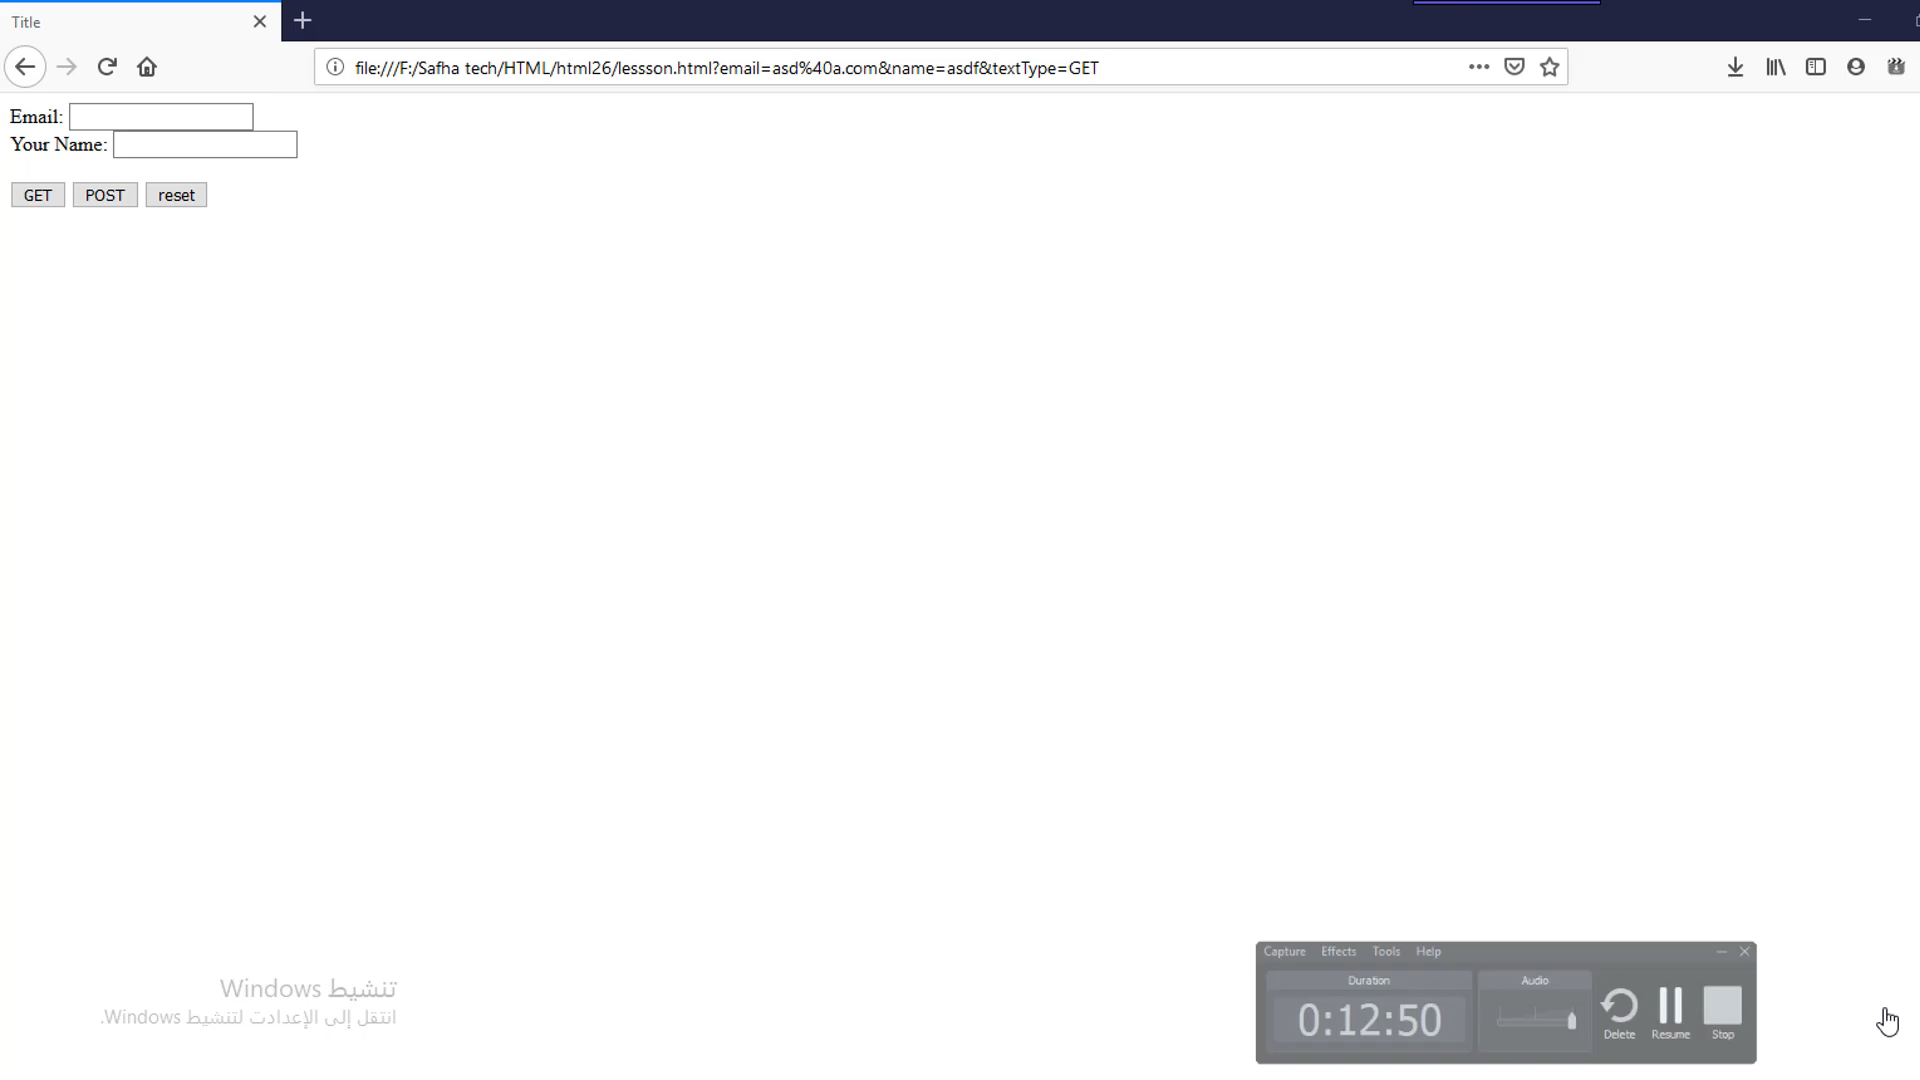 Title
file:///F:/Safha tech/HTML/html26/lessson.html?email=asd%40a.com&name=asdf&textType=GET
Email:
Your Name:
GET POST reset
Capture Effects Tools Help
Duration Audio
0:12:50
Delete Resume Stop
تنشيط Windows
انتقل إلى الإعدادت لتنشيط Windows.